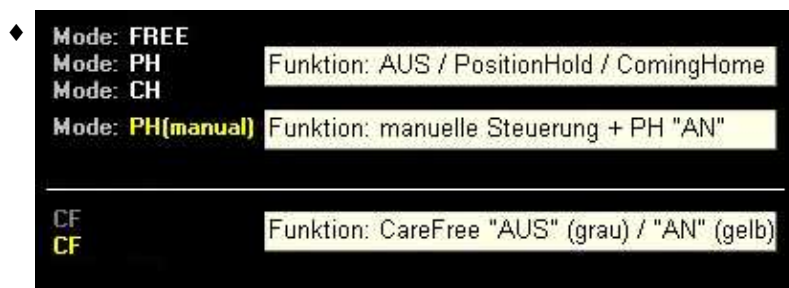 Mode: FREE
Mode: PH
Funktion: AUS / PositionHold / ComingHome
Mode: CH
Mode: PH(manual) Funktion: manuelle Steuerung + PH "AN"
CF
Funktion: CareFree "AUS" (grau) / "AN" (gelb)
CF